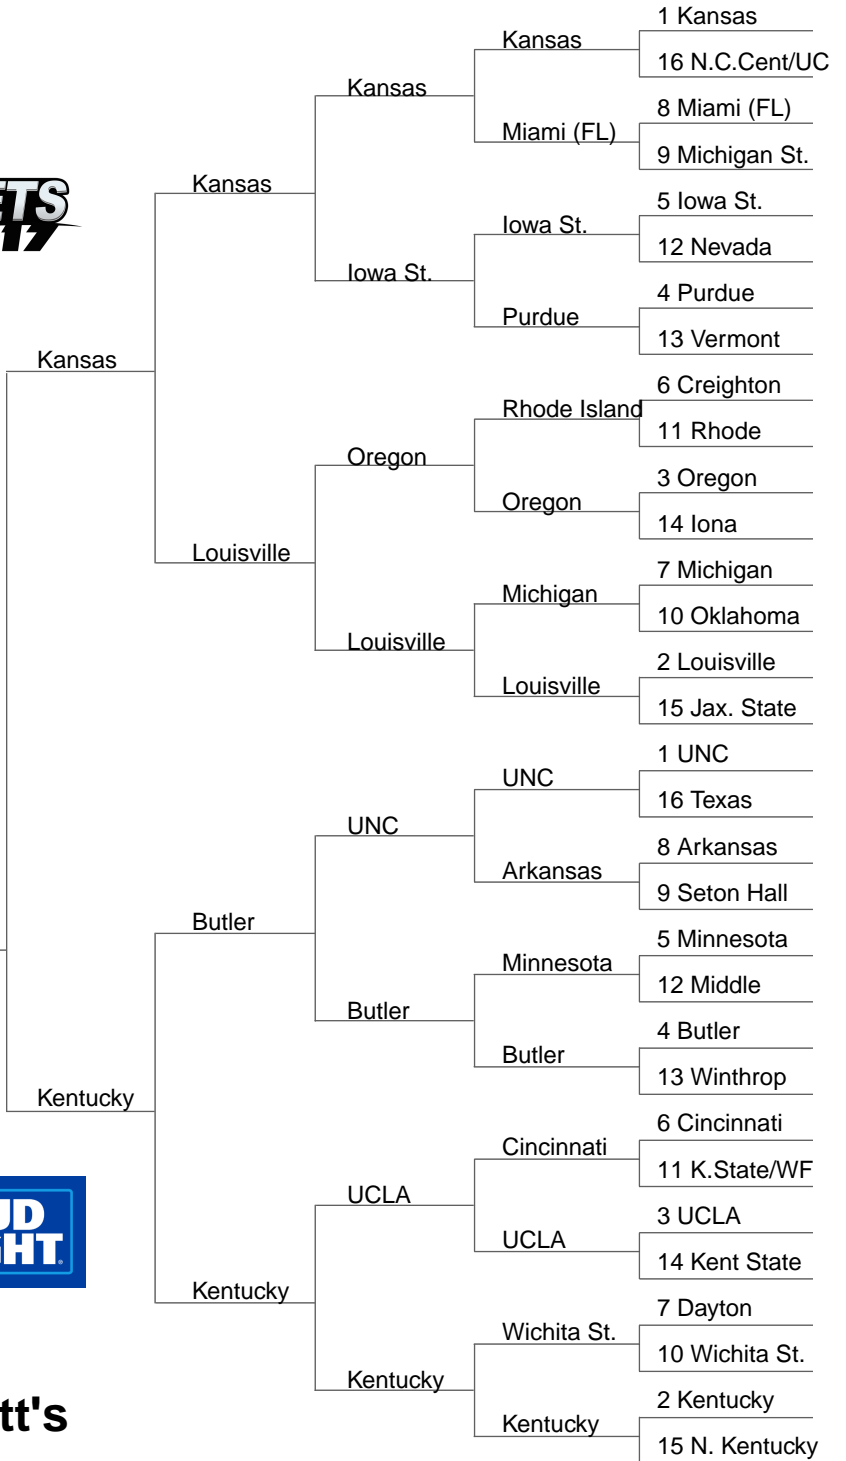 1 Kansas
Kansas
16 N.C.Cent/UC
Kansas
8 Miami (FL)
Miami (FL)
9 Michigan St.
Kansas
5 Iowa St.
Iowa St.
12 Nevada
Iowa St.
4 Purdue
Purdue
13 Vermont
Kansas
6 Creighton
Rhode Island
11 Rhode
Oregon
3 Oregon
Oregon
14 Iona
Louisville
7 Michigan
Michigan
10 Oklahoma
Louisville
2 Louisville
Louisville
15 Jax. State
1 UNC
UNC
16 Texas
UNC
8 Arkansas
Arkansas
9 Seton Hall
Butler
5 Minnesota
Minnesota
12 Middle
Butler
4 Butler
Butler
13 Winthrop
Kentucky
6 Cincinnati
Cincinnati
11 K.State/WF
UCLA
3 UCLA
UCLA
14 Kent State
Kentucky
7 Dayton
Wichita St.
10 Wichita St.
Kentucky
2 Kentucky
Kentucky
15 N. Kentucky
ETS
17
UD
GHT
tt's